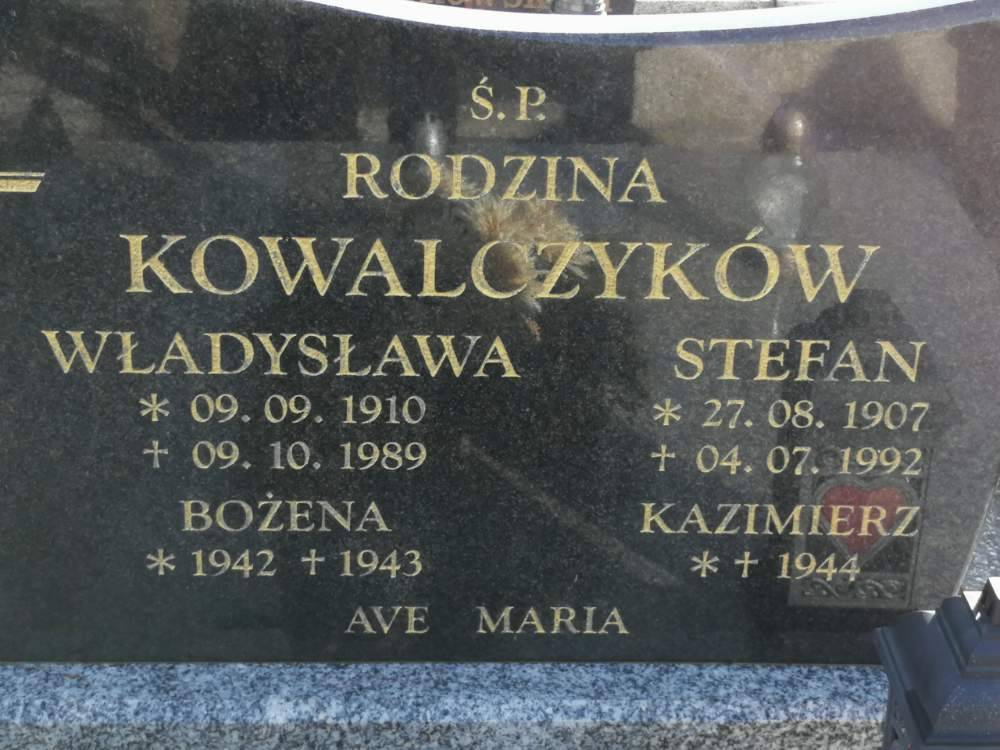 Ś.P.
RODZINA
KOWALCZYKÓW
WŁADYSŁAWA
* 09. 09. 1910
† 09. 10. 1989
STEFAN
* 27. 08. 1907
† 04. 07. 1992
BOŻENA
* 1942 † 1943
KAZIMIERZ
* † 1944
AVE MARIA